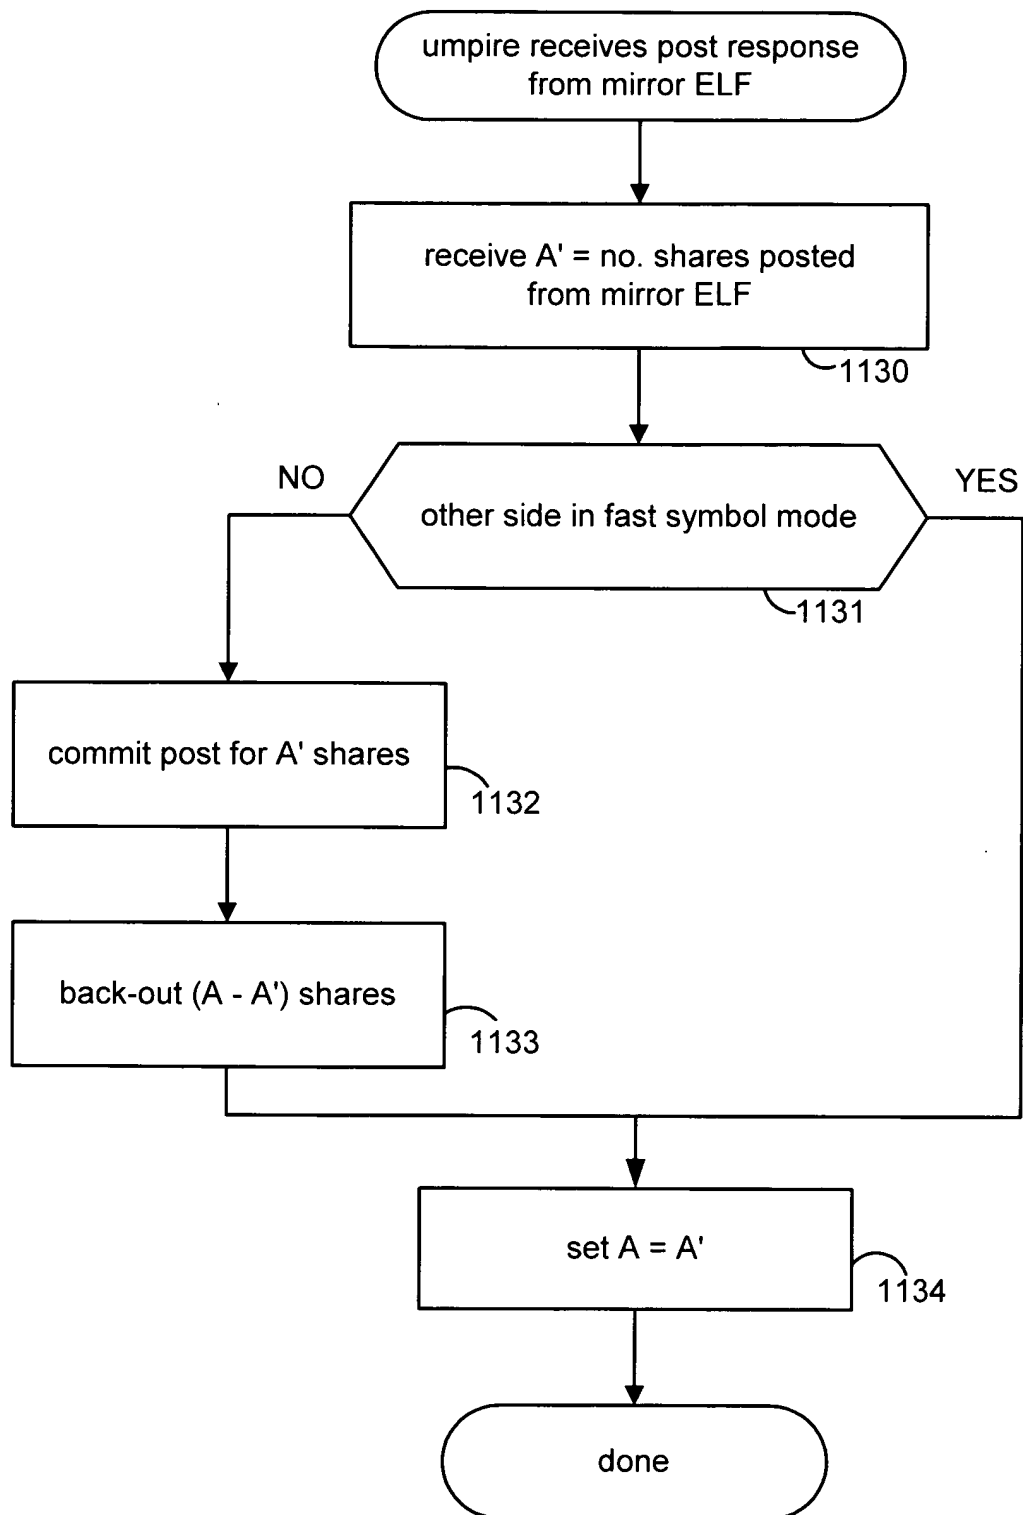 umpire receives post response
from mirror ELF
receive A' = no. shares posted
from mirror ELF
1130
NO
YES
other side in fast symbol mode
1131
commit post for A' shares
1132
back-out (A - A') shares
1133
set A = A'
1134
done